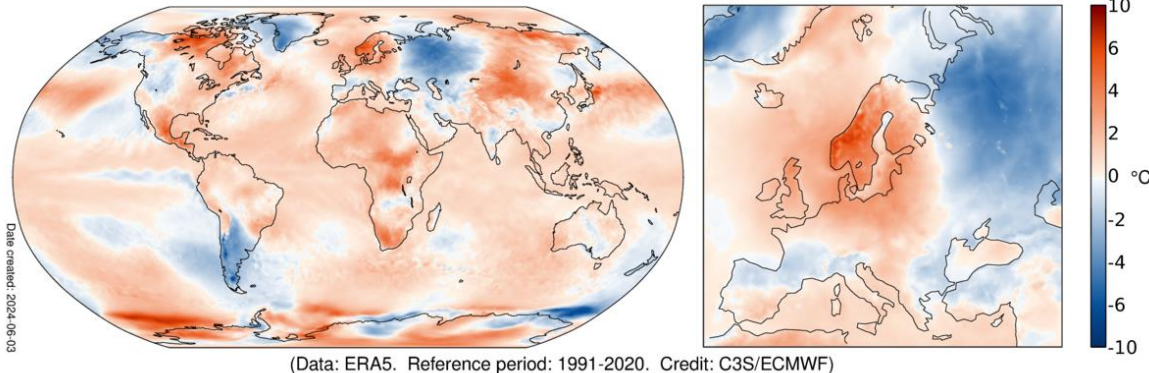 10
6
4
2
0 °C
-2
-4
-6
-10
Date created: 2024-06-03
(Data: ERA5. Reference period: 1991-2020. Credit: C3S/ECMWF)